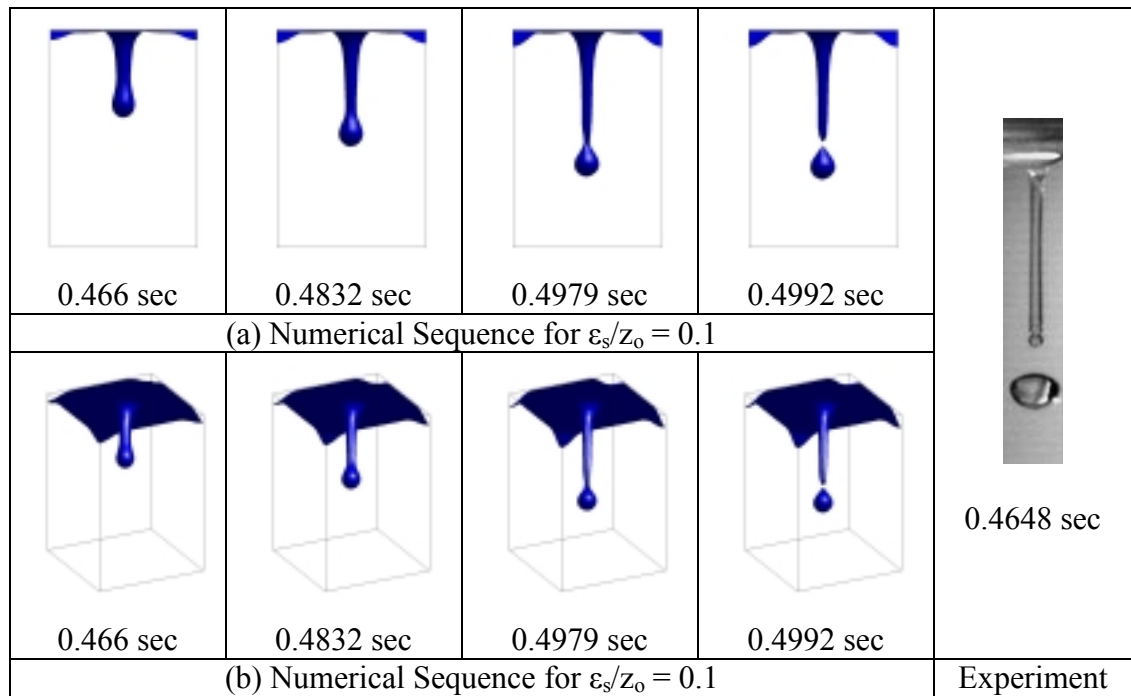 0.466 sec
0.4832 sec
0.4979 sec
0.4992 sec
(a) Numerical Sequence for εₛ/zₒ = 0.1
0.466 sec
0.4832 sec
0.4979 sec
0.4992 sec
(b) Numerical Sequence for εₛ/zₒ = 0.1
0.4648 sec
Experiment